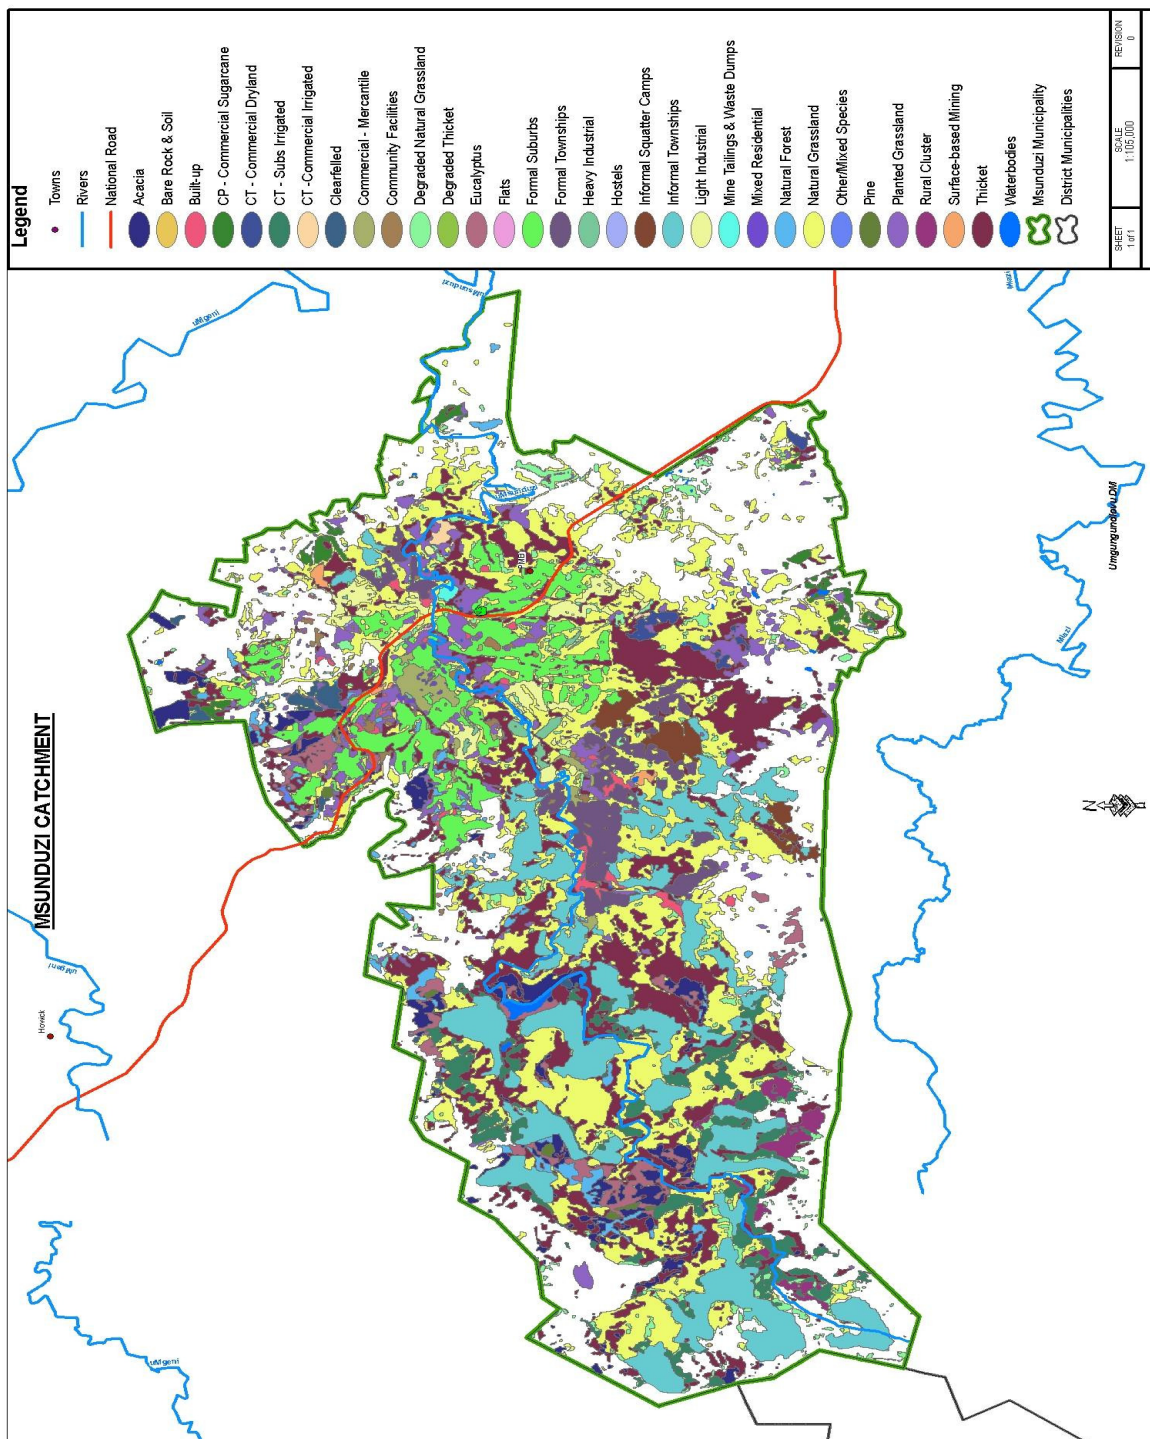 MSUNDUZI CATCHMENT
Howick
uMgeni
uMgeni
uMgeni
uMsunduzi
Msunduzi
PMB
Mlazi
Mlazi
Umgungundlovu DM
N
Legend
Towns
Rivers
National Road
Acacia
Bare Rock & Soil
Built-up
CP - Commercial Sugarcane
CT - Commercial Dryland
CT - Subs Irrigated
CT -Commercial Irrigated
Clearfelled
Commercial - Mercantile
Community Facilities
Degraded Natural Grassland
Degraded Thicket
Eucalyptus
Flats
Formal Suburbs
Formal Townships
Heavy Industrial
Hostels
Informal Squatter Camps
Informal Townships
Light Industrial
Mine Tailings & Waste Dumps
Mixed Residential
Natural Forest
Natural Grassland
Other/Mixed Species
Pine
Planted Grassland
Rural Cluster
Surface-based Mining
Thicket
Waterbodies
Msunduzi Municipality
District Municipalities
SHEET
1 of 1
SCALE
1:105,000
REVISION
0